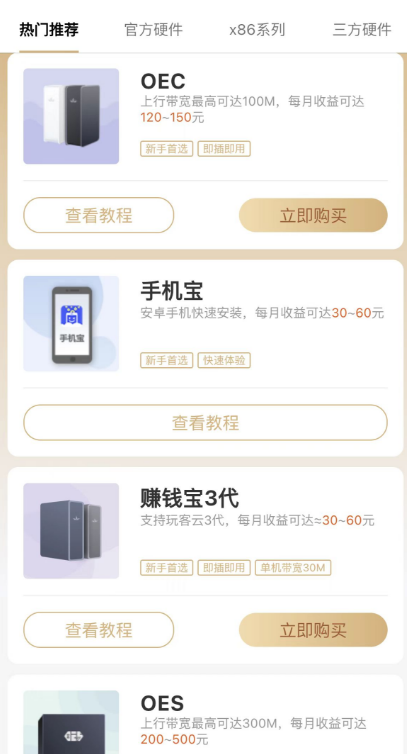 热门推荐 官方硬件 x86系列 三方硬件
OEC
上行带宽最高可达100M，每月收益可达
120~150元
新手首选 即插即用
查看教程 立即购买
手机宝
手机宝
安卓手机快速安装，每月收益可达30~60元
新手首选 快速体验
查看教程
赚钱宝3代
支持玩客云3代，每月收益可达≈30~60元
新手首选 即插即用 单机带宽30M
查看教程 立即购买
OES
上行带宽最高可达300M，每月收益可达
200~500元